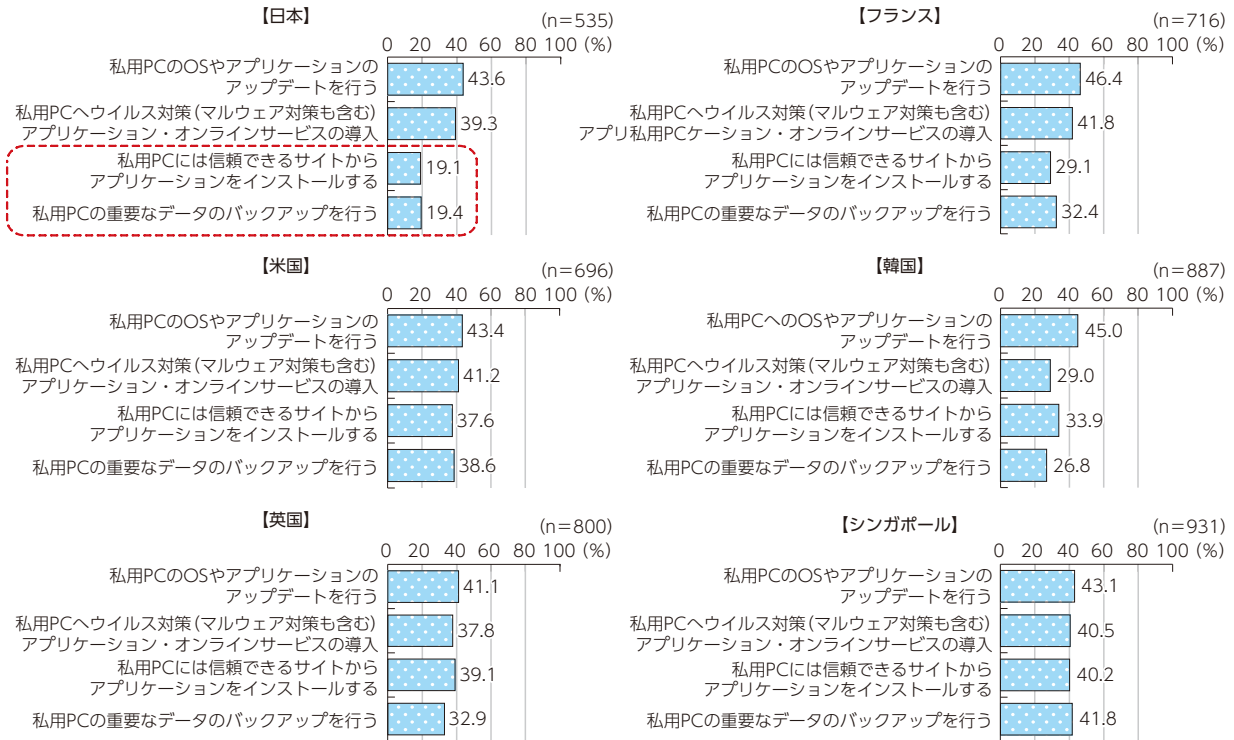 【日本】
(n=535)
0 20 40 60 80 100 (%)
私用PCのOSやアプリケーションの
アップデートを行う
43.6
私用PCへウイルス対策(マルウェア対策も含む)
アプリケーション・オンラインサービスの導入
39.3
私用PCには信頼できるサイトから
アプリケーションをインストールする
19.1
私用PCの重要なデータのバックアップを行う
19.4
【フランス】
(n=716)
0 20 40 60 80 100 (%)
私用PCのOSやアプリケーションの
アップデートを行う
46.4
私用PCへウイルス対策(マルウェア対策も含む)
アプリ私用PCケーション・オンラインサービスの導入
41.8
私用PCには信頼できるサイトから
アプリケーションをインストールする
29.1
私用PCの重要なデータのバックアップを行う
32.4
【米国】
(n=696)
0 20 40 60 80 100 (%)
私用PCのOSやアプリケーションの
アップデートを行う
43.4
私用PCへウイルス対策(マルウェア対策も含む)
アプリケーション・オンラインサービスの導入
41.2
私用PCには信頼できるサイトから
アプリケーションをインストールする
37.6
私用PCの重要なデータのバックアップを行う
38.6
【韓国】
(n=887)
0 20 40 60 80 100 (%)
私用PCへのOSやアプリケーションの
アップデートを行う
45.0
私用PCへウイルス対策(マルウェア対策も含む)
アプリケーション・オンラインサービスの導入
29.0
私用PCには信頼できるサイトから
アプリケーションをインストールする
33.9
私用PCの重要なデータのバックアップを行う
26.8
【英国】
(n=800)
0 20 40 60 80 100 (%)
私用PCのOSやアプリケーションの
アップデートを行う
41.1
私用PCへウイルス対策(マルウェア対策も含む)
アプリケーション・オンラインサービスの導入
37.8
私用PCには信頼できるサイトから
アプリケーションをインストールする
39.1
私用PCの重要なデータのバックアップを行う
32.9
【シンガポール】
(n=931)
0 20 40 60 80 100 (%)
私用PCのOSやアプリケーションの
アップデートを行う
43.1
私用PCへウイルス対策(マルウェア対策も含む)
アプリケーション・オンラインサービスの導入
40.5
私用PCには信頼できるサイトから
アプリケーションをインストールする
40.2
私用PCの重要なデータのバックアップを行う
41.8